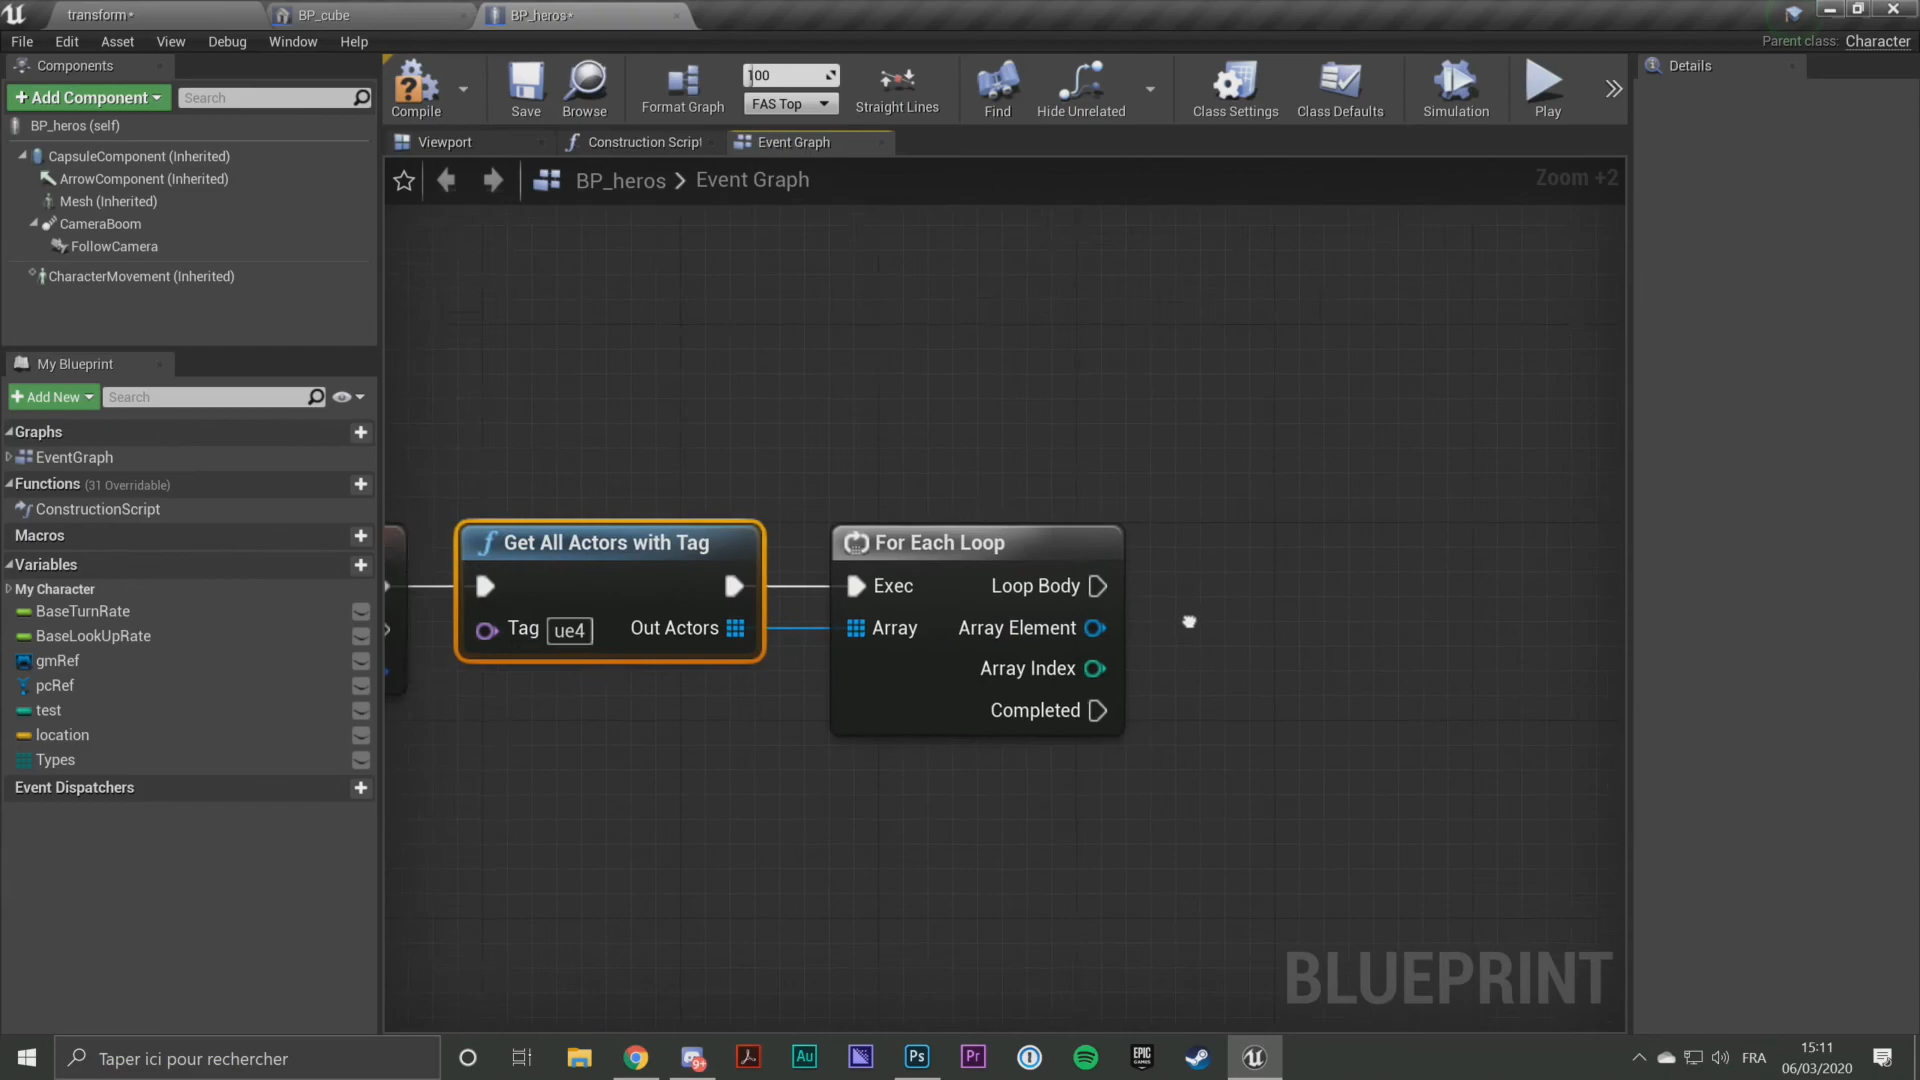 transform*
BP_cube
BP_heros*
File Edit Asset View Debug Window Help
Parent class: Character
Components
+ Add Component
Search
BP_heros (self)
CapsuleComponent (Inherited)
ArrowComponent (Inherited)
Mesh (Inherited)
CameraBoom
FollowCamera
CharacterMovement (Inherited)
My Blueprint
+ Add New
Search
Graphs
EventGraph
Functions (31 Overridable)
ConstructionScript
Macros
Variables
My Character
BaseTurnRate
BaseLookUpRate
gmRef
pcRef
test
location
Types
Event Dispatchers
Compile
Save
Browse
Format Graph
100
FAS Top
Straight Lines
Find
Hide Unrelated
Class Settings
Class Defaults
Simulation
Play
Details
Viewport
Construction Script
Event Graph
BP_heros > Event Graph
Zoom +2
Get All Actors with Tag
Tag ue4
Out Actors
For Each Loop
Exec
Loop Body
Array
Array Element
Array Index
Completed
BLUEPRINT
Taper ici pour rechercher
Au
Ps
Pr
EPIC GAMES
FRA
15:11
06/03/2020